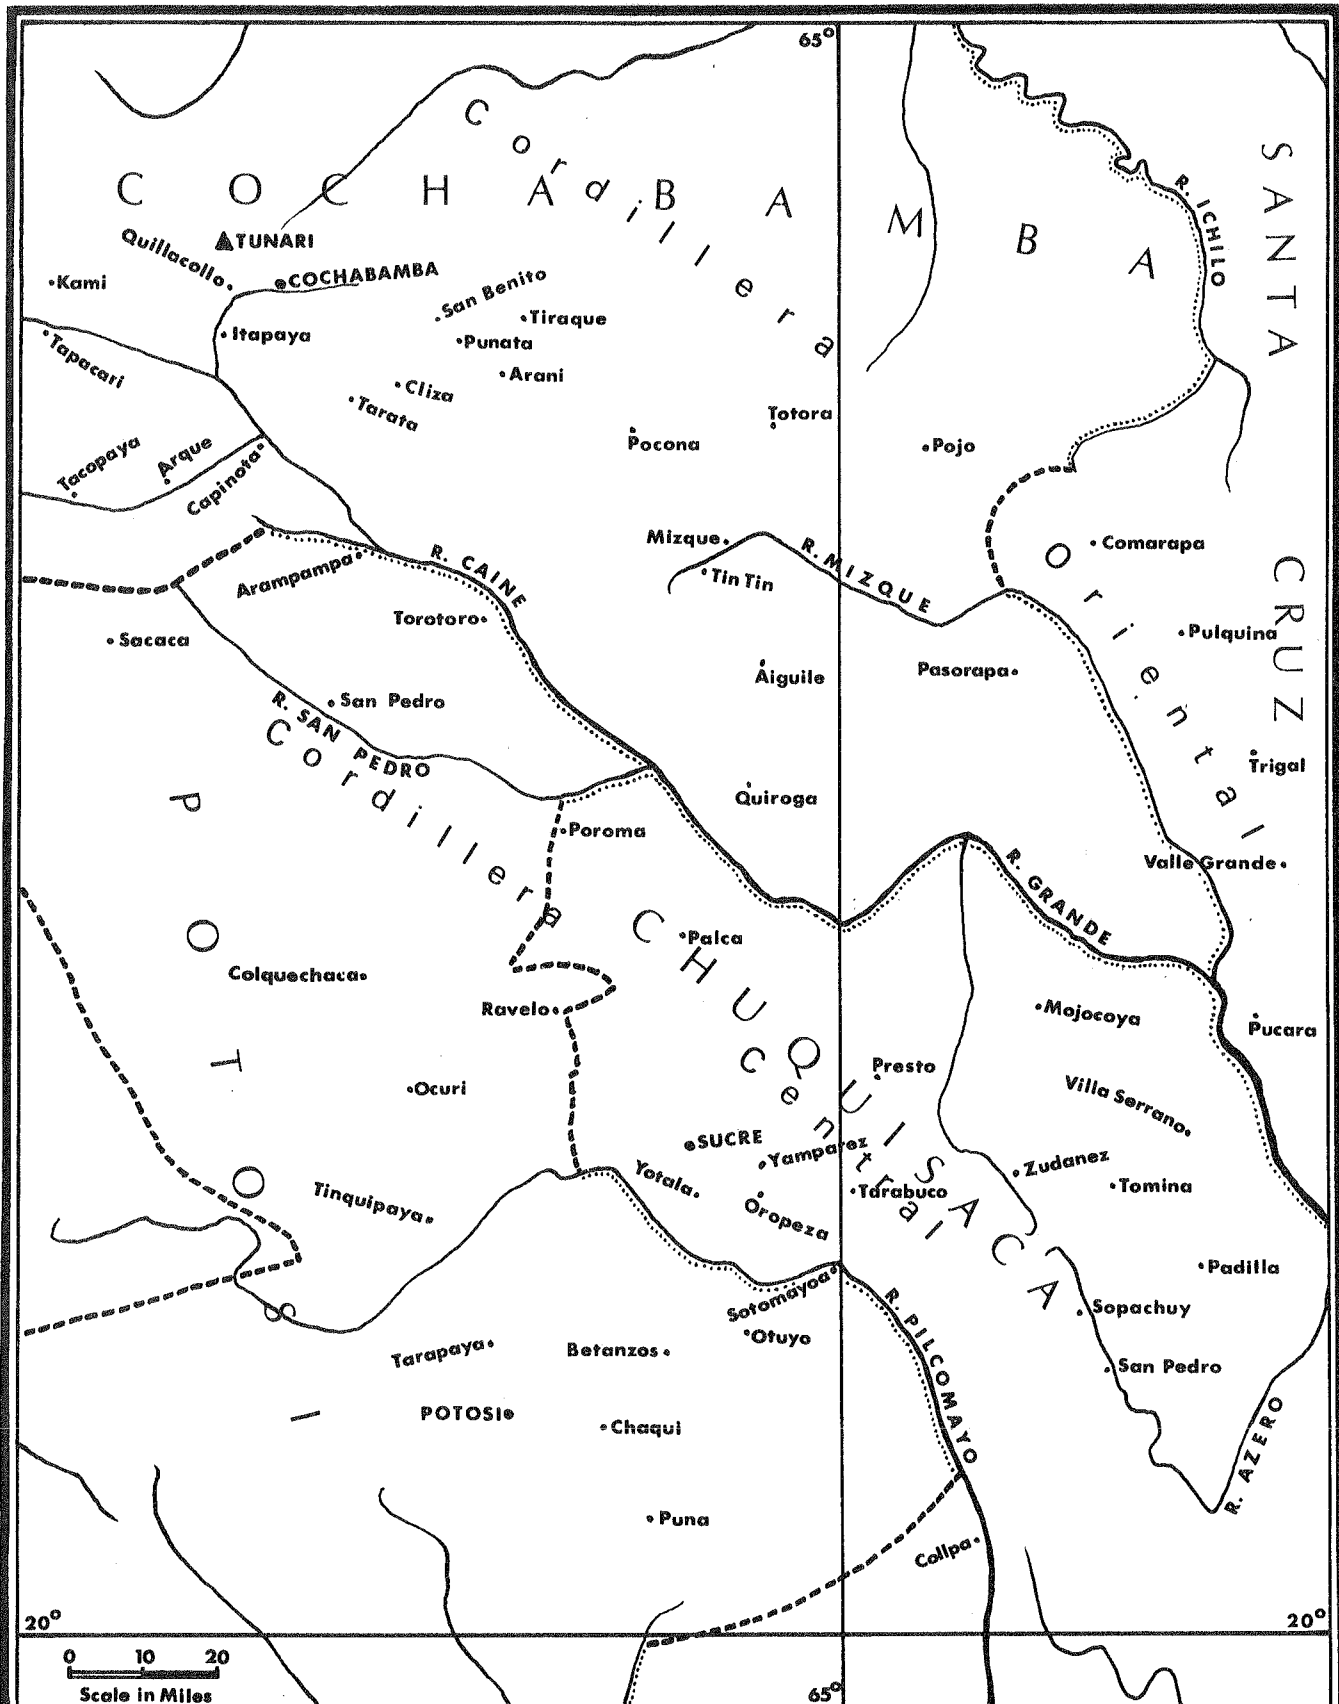 65°
COCHABAMBA
Cordillera
Oriental
SANTA
CRUZ
R. ICHILO
TUNARI
Quillacollo
COCHABAMBA
Kami
San Benito
Tiraque
Itapaya
Punata
Tapacari
Arani
Cliza
Tarata
Totora
Pocona
Pojo
Tacopaya
Arque
Capinota
Mizque
R. MIZQUE
Comarapa
R. CAINE
Arampampa
Tin Tin
Torotoro
Pulquina
Sacaca
Aiguile
Pasorapa
San Pedro
R. SAN PEDRO
Cordillera
Central
Trigal
Quiroga
POTOSI
Poroma
Valle Grande
R. GRANDE
CHUQUISACA
Palca
Colquechaca
Ravelo
Mojocoya
Pucara
Presto
Ocuri
Villa Serrano
SUCRE
Yamparez
Zudanez
Yotala
Tarabuco
Tomina
Tinquipaya
Oropeza
Padilla
Sotomayoa
Sopachuy
R. PILCOMAYO
Otuyo
Tarapaya
Betanzos
San Pedro
POTOSI
Chaqui
R. AZERO
Puna
Collpa
20°
20°
0 10 20
Scale in Miles
65°